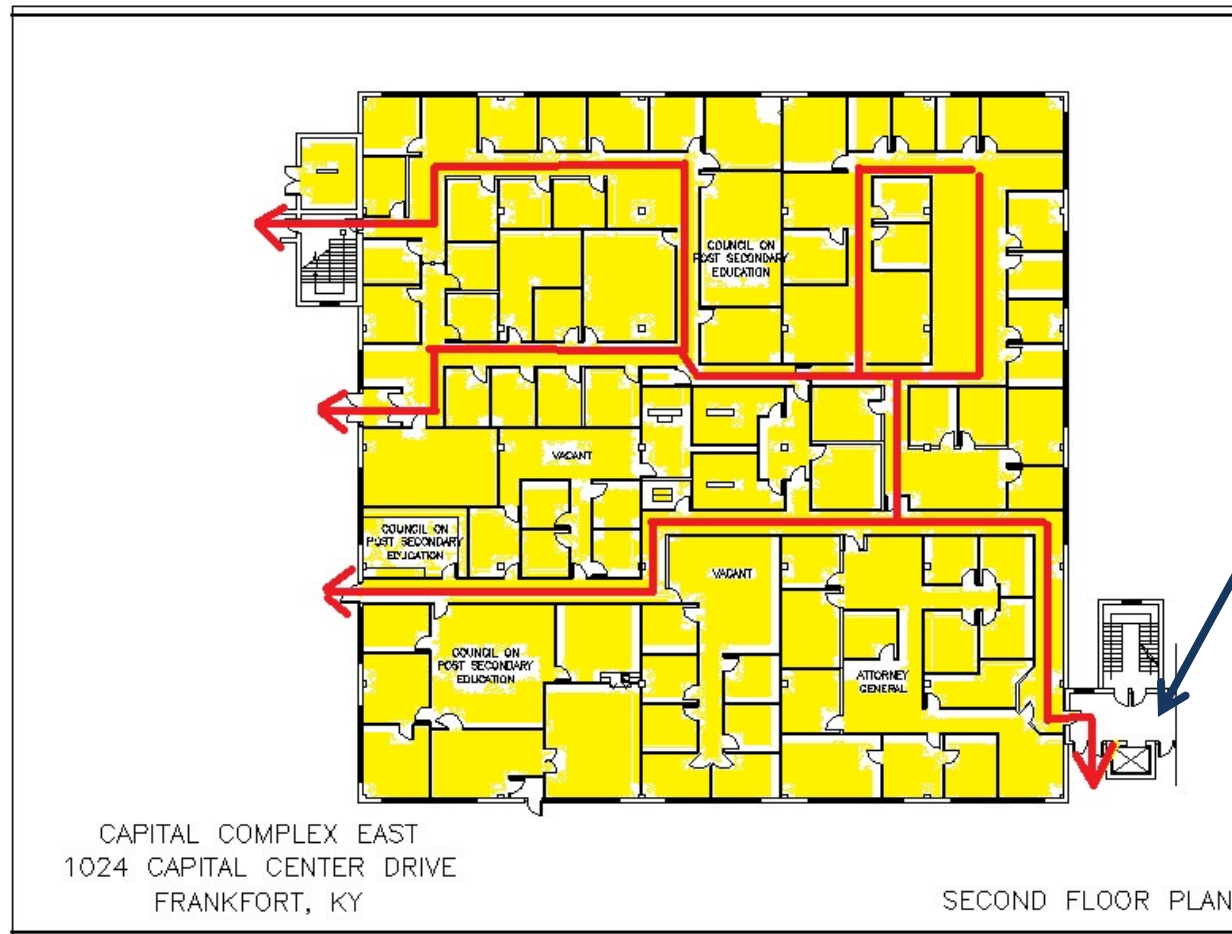 COUNCIL ON
POST SECONDARY
EDUCATION
VACANT
COUNCIL ON
POST SECONDARY
EDUCATION
VACANT
COUNCIL ON
POST SECONDARY
EDUCATION
ATTORNEY
GENERAL
CAPITAL COMPLEX EAST
1024 CAPITAL CENTER DRIVE
FRANKFORT, KY
SECOND FLOOR PLAN